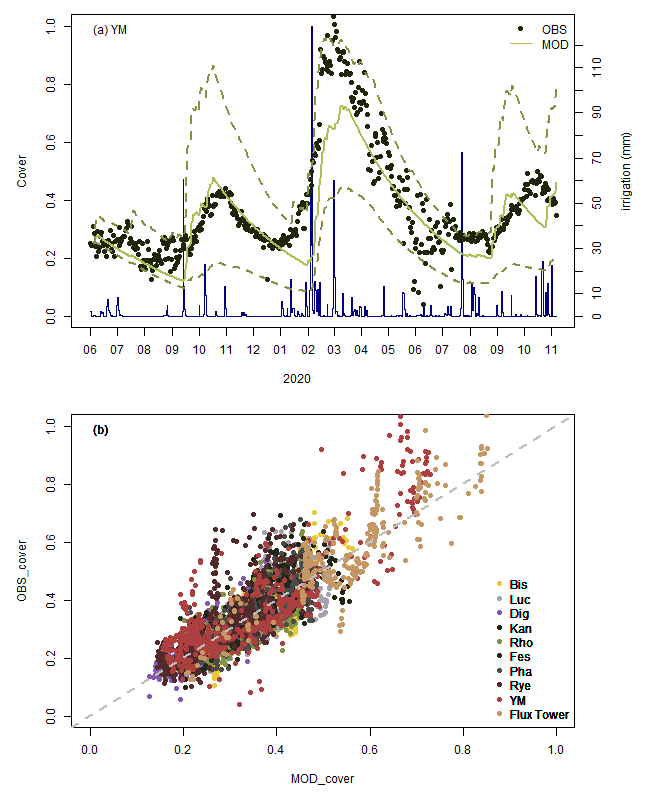 (a) YM
OBS
MOD
Cover
0.0 0.2 0.4 0.6 0.8 1.0
irrigation (mm)
0 10 30 50 70 90 110
06 07 08 09 10 11 12 01 02 03 04 05 06 07 08 09 10 11
2020
(b)
OBS_cover
0.0 0.2 0.4 0.6 0.8 1.0
Bis
Luc
Dig
Kan
Rho
Fes
Pha
Rye
YM
Flux Tower
0.0 0.2 0.4 0.6 0.8 1.0
MOD_cover